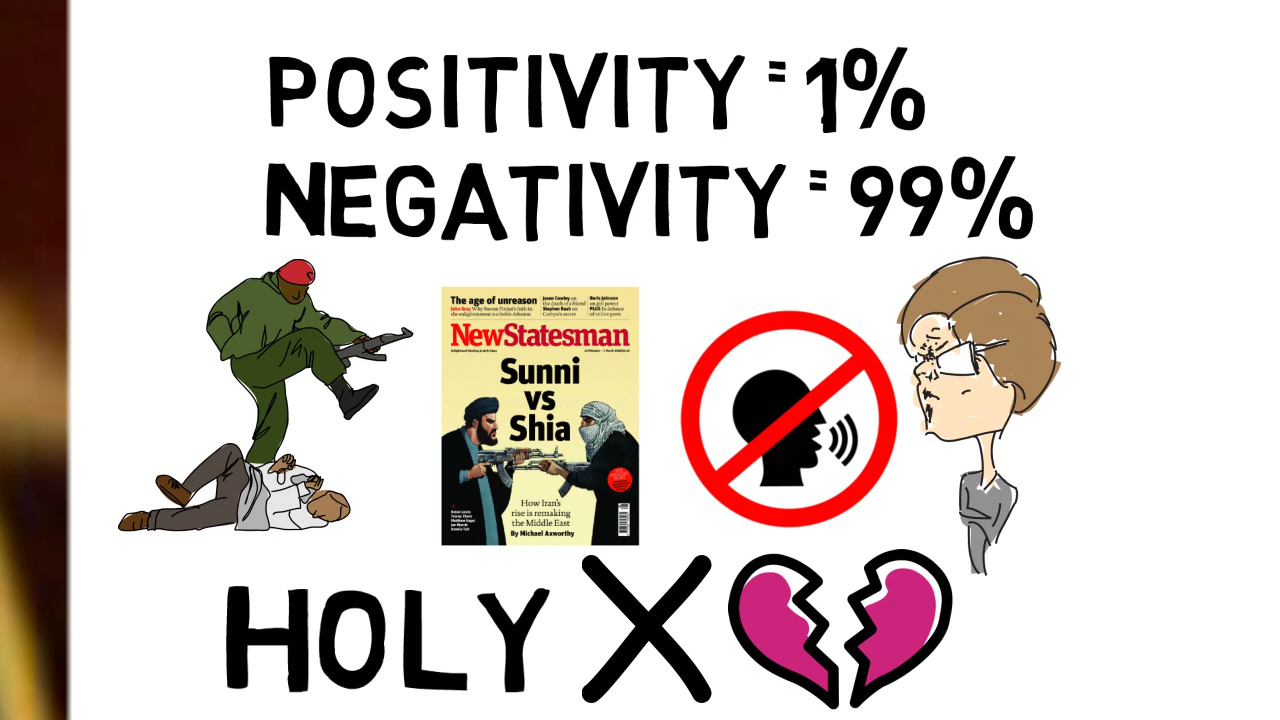 POSITIVITY = 1%
NEGATIVITY = 99%
The age of unreason
NewStatesman
Sunni
vs
Shia
How Iran's
rise is remaking
the Middle East
By Michael Axworthy
HOLY X